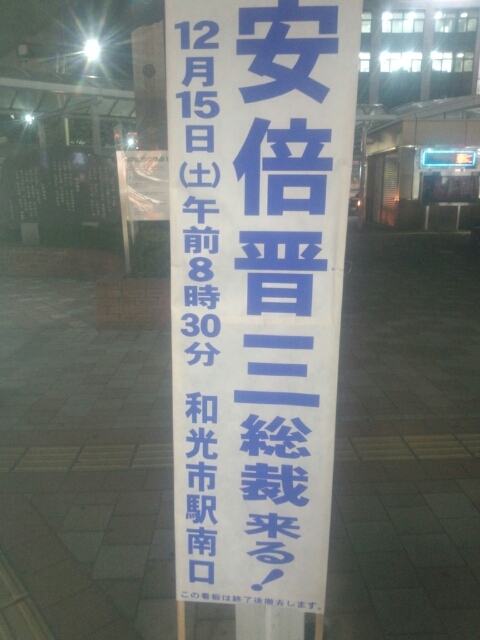 安倍晋三総裁来る!
12月15日(土)午前8時30分 和光市駅南口
この看板は終了後撤去します。